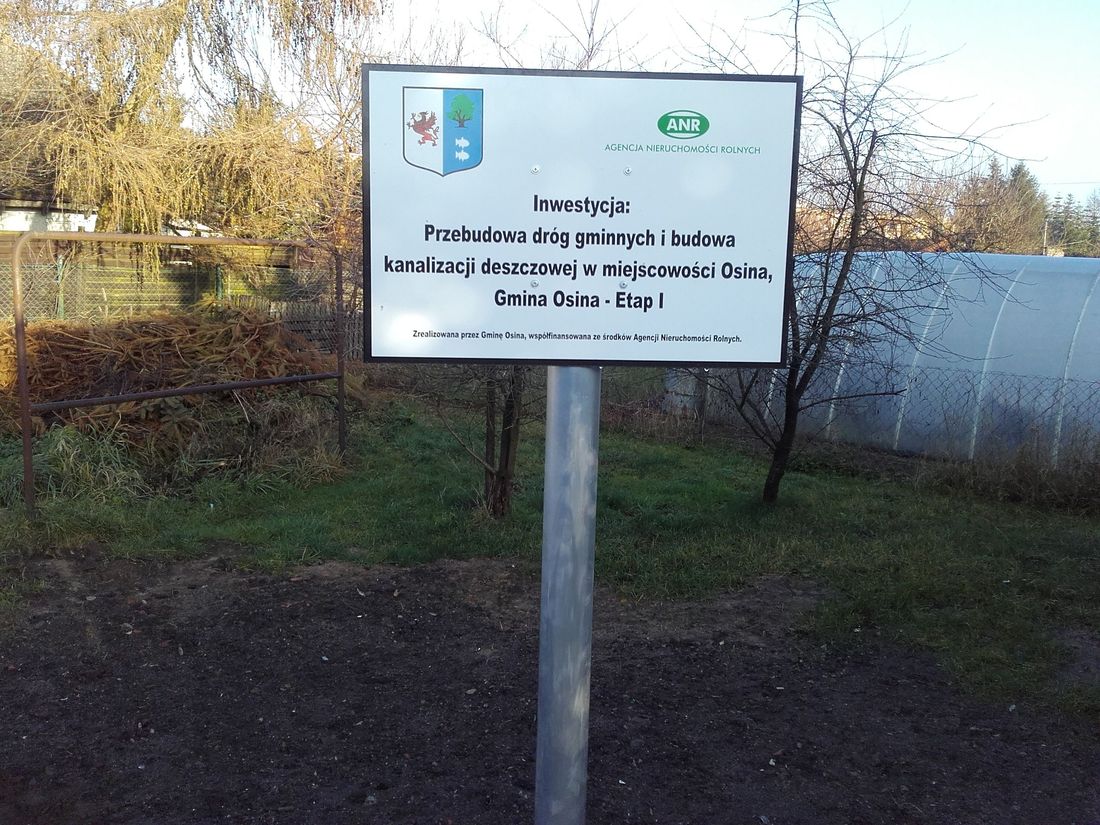 ANR
AGENCJA NIERUCHOMOŚCI ROLNYCH
Inwestycja:
Przebudowa dróg gminnych i budowa
kanalizacji deszczowej w miejscowości Osina,
Gmina Osina - Etap I
Zrealizowana przez Gminę Osina, współfinansowana ze środków Agencji Nieruchomości Rolnych.